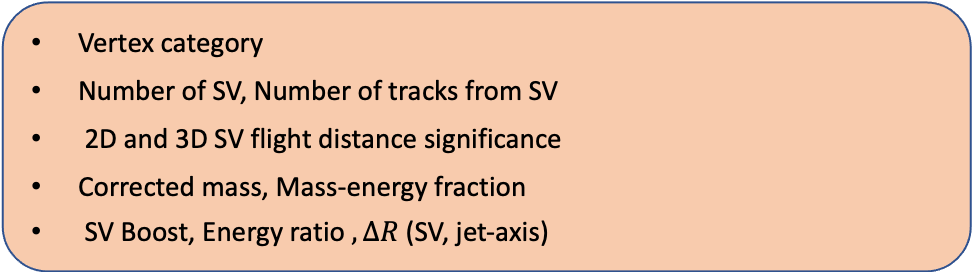 • Vertex category
• Number of SV, Number of tracks from SV
• 2D and 3D SV flight distance significance
• Corrected mass, Mass-energy fraction
• SV Boost, Energy ratio , Δ𝑅 (SV, jet-axis)